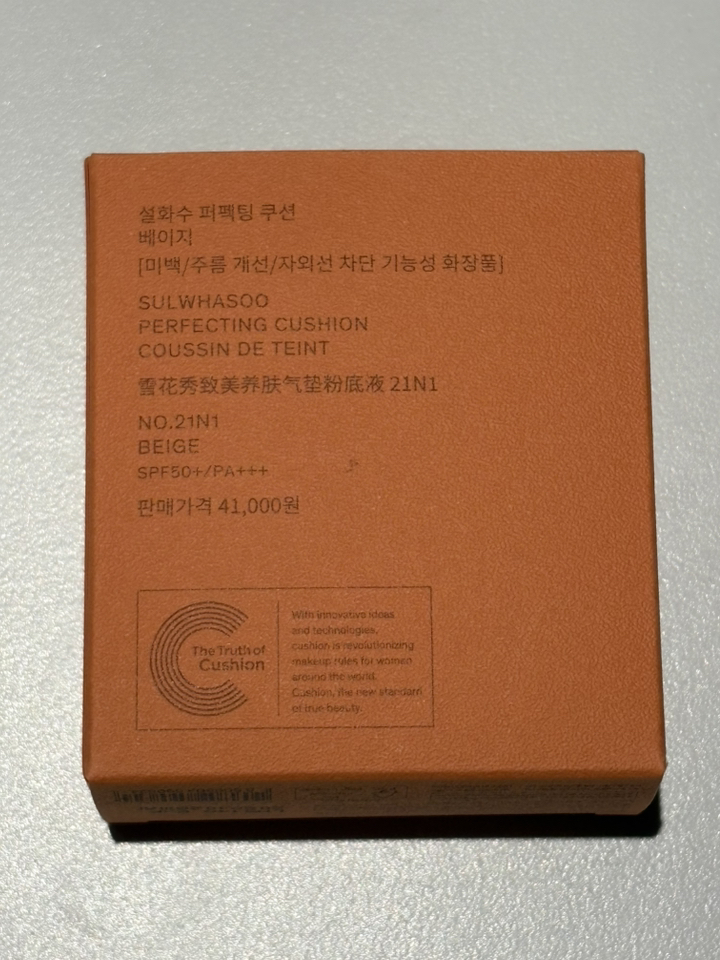 설화수 퍼펙팅 쿠션
베이지
[미백/주름 개선/자외선 차단 기능성 화장품]
SULWHASOO
PERFECTING CUSHION
COUSSIN DE TEINT
雪花秀致美养肤气垫粉底液 21N1
NO.21N1
BEIGE
SPF50+/PA+++
판매가격 41,000원
The Truth of
Cushion
With innovative ideas
and technologies,
cushion is revolutionizing
makeup rules for women
around the world.
Cushion, the new standard
of true beauty.